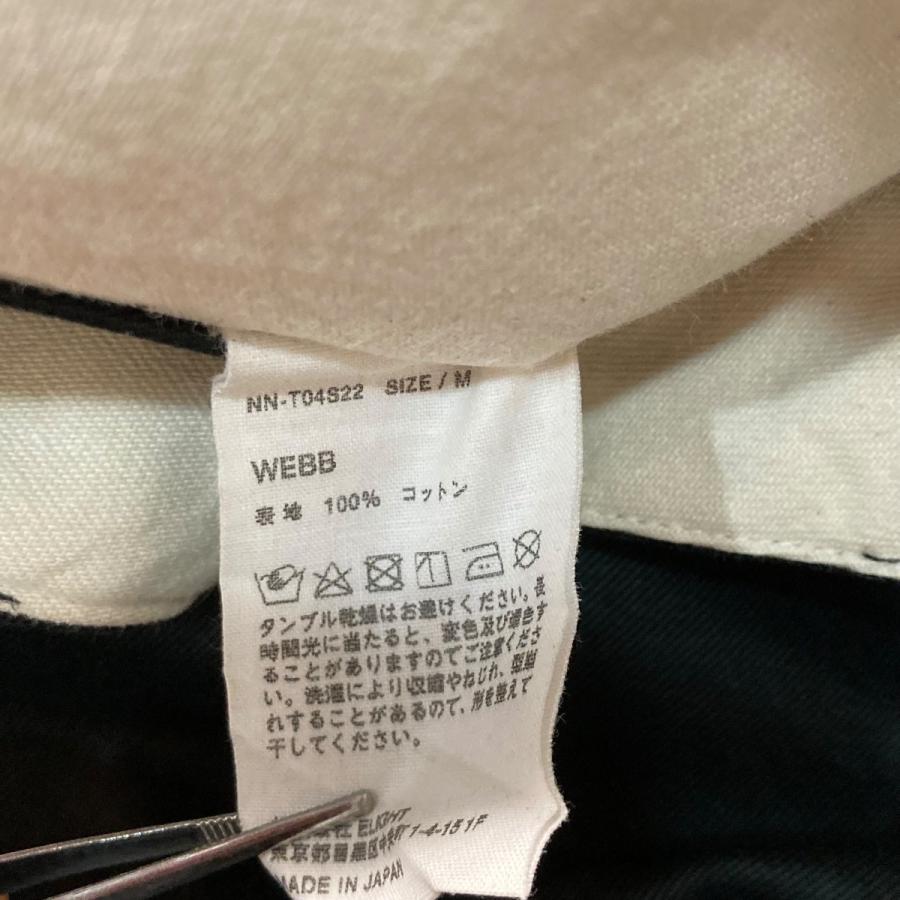 NN-T04S22 SIZE / M
WEBB
表地 100% コットン
タンブル乾燥はお避けください。長
時間光に当たると、変色及び褪色す
ることがありますのでご注意くださ
い。洗濯により収縮やねじれ、型崩
れすることがあるので、形を整えて
干してください。
ELIGHT
東京都目黒区中央町1-4-15 1F
MADE IN JAPAN